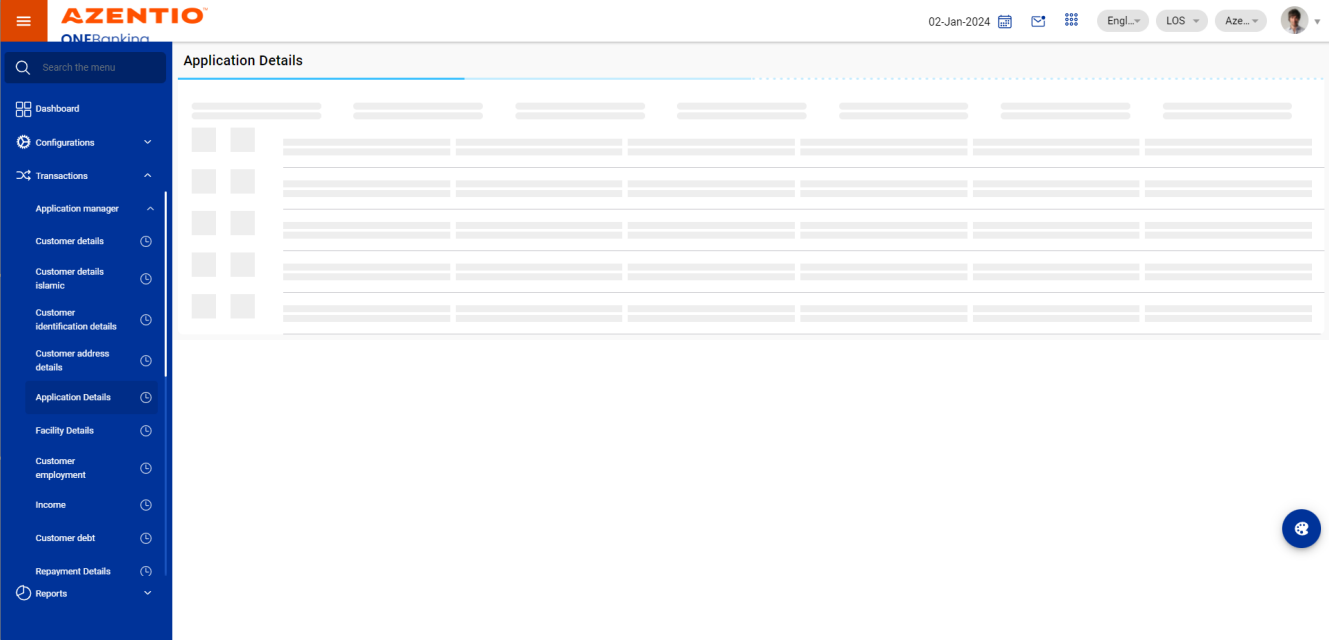 AZENTIO™
ONEBanking
02-Jan-2024
Engl...
LOS
Aze...
Search the menu
Dashboard
Configurations
Transactions
Application manager
Customer details
Customer details
islamic
Customer
identification details
Customer address
details
Application Details
Facility Details
Customer
employment
Income
Customer debt
Repayment Details
Reports
Application Details